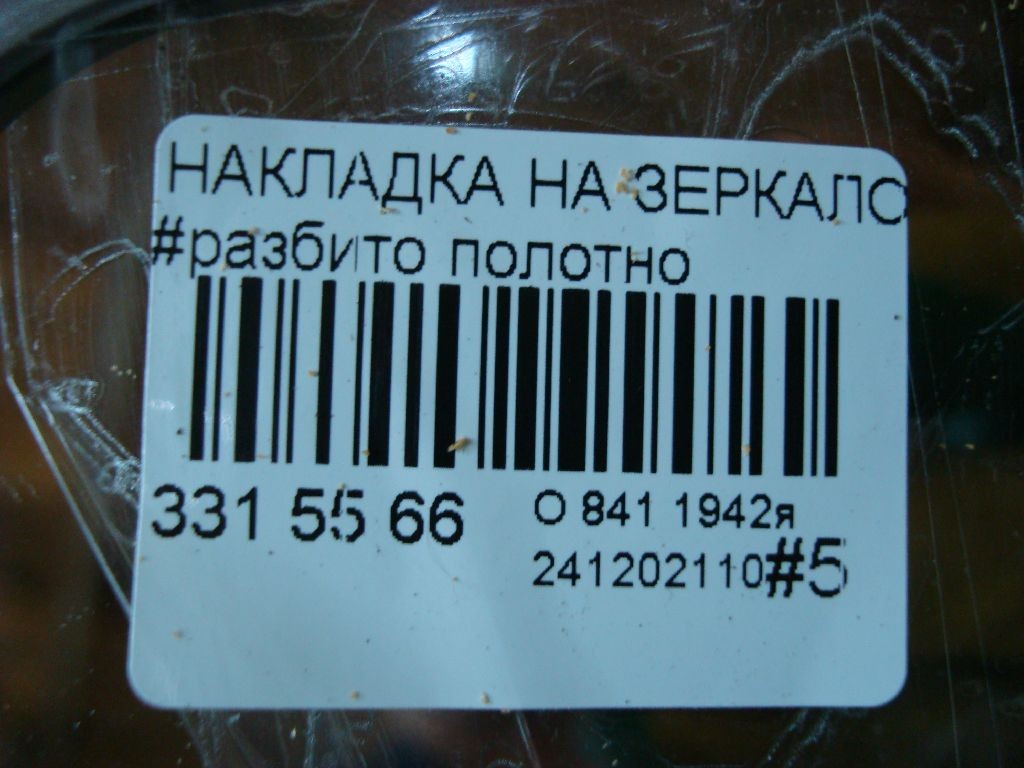 НАКЛАДКА НА ЗЕРКАЛО
#разбито полотно
331 55 66
О 841 1942я
241202110#5